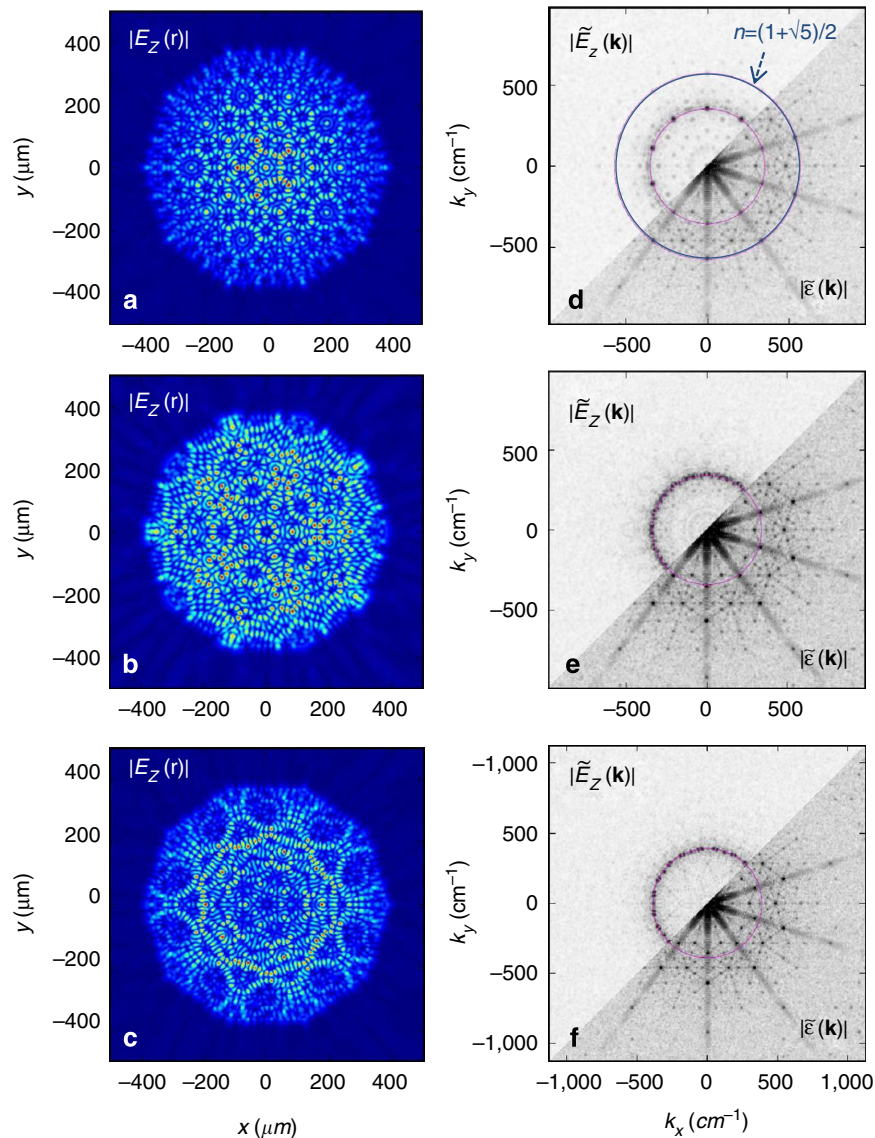 |E_Z(r)|
400
200
0
−200
−400
y (μm)
a
−400 −200 0 200 400
|Ẽ_z(k)|
n=(1+√5)/2
500
0
−500
k_y (cm⁻¹)
|ε̃(k)|
d
−500 0 500
|E_Z(r)|
400
200
0
−200
−400
y (μm)
b
−400 −200 0 200 400
|Ẽ_Z(k)|
500
0
−500
k_y (cm⁻¹)
|ε̃(k)|
e
−500 0 500
|E_Z(r)|
400
200
0
−200
−400
y (μm)
c
−400 −200 0 200 400
x (μm)
|Ẽ_Z(k)|
−1,000
500
0
−500
−1,000
k_y (cm⁻¹)
|ε̃(k)|
f
−1,000 −500 0 500 1,000
k_x (cm⁻¹)